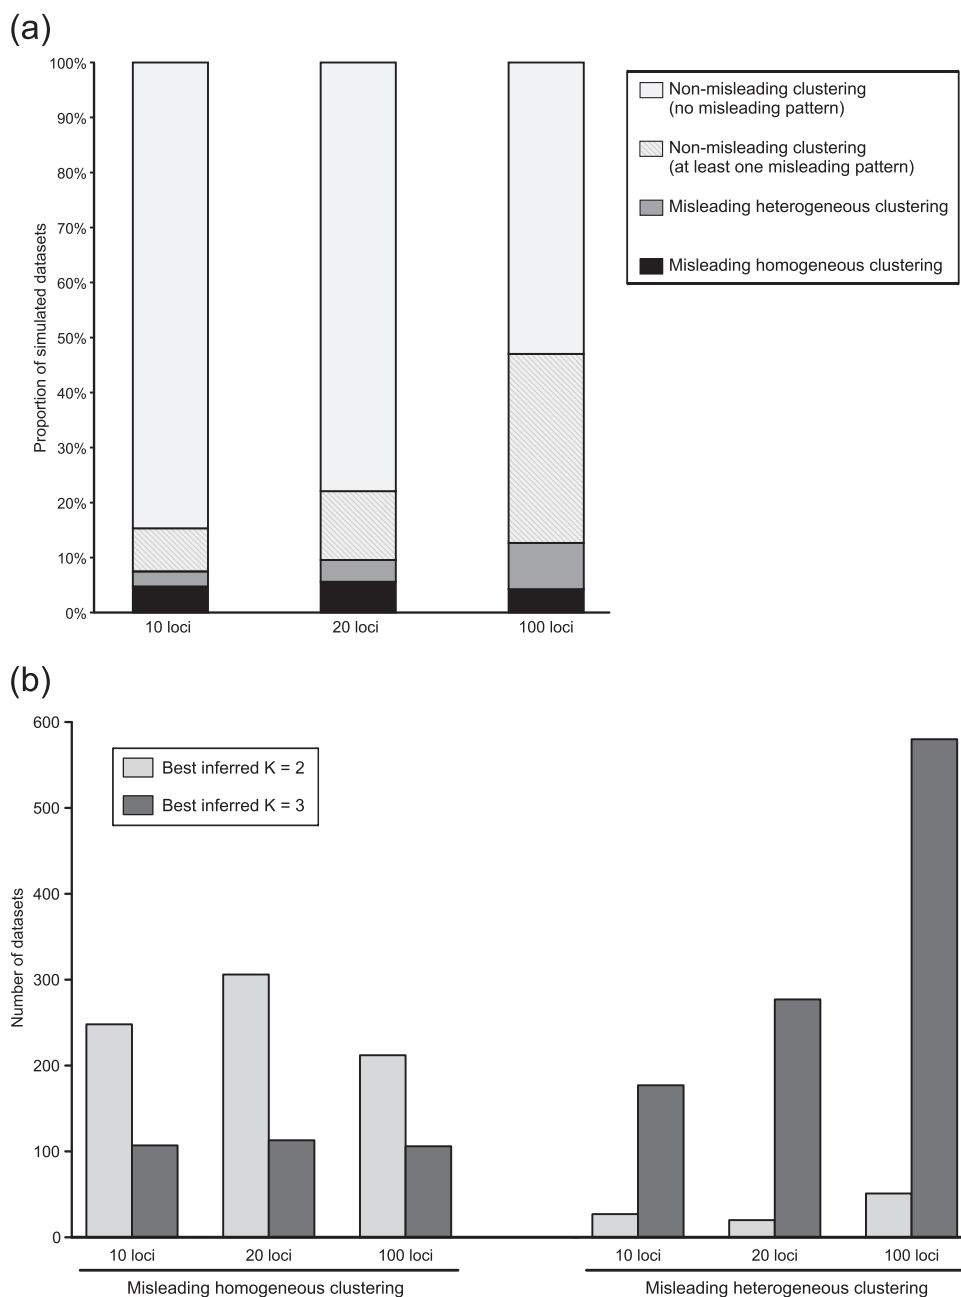 (a)
100%
90%
80%
70%
60%
50%
40%
30%
20%
10%
0%
Proportion of simulated datasets
10 loci
20 loci
100 loci
Non-misleading clustering
(no misleading pattern)
Non-misleading clustering
(at least one misleading pattern)
Misleading heterogeneous clustering
Misleading homogeneous clustering
(b)
600
500
400
300
200
100
0
Number of datasets
Best inferred K = 2
Best inferred K = 3
10 loci
20 loci
100 loci
10 loci
20 loci
100 loci
Misleading homogeneous clustering
Misleading heterogeneous clustering